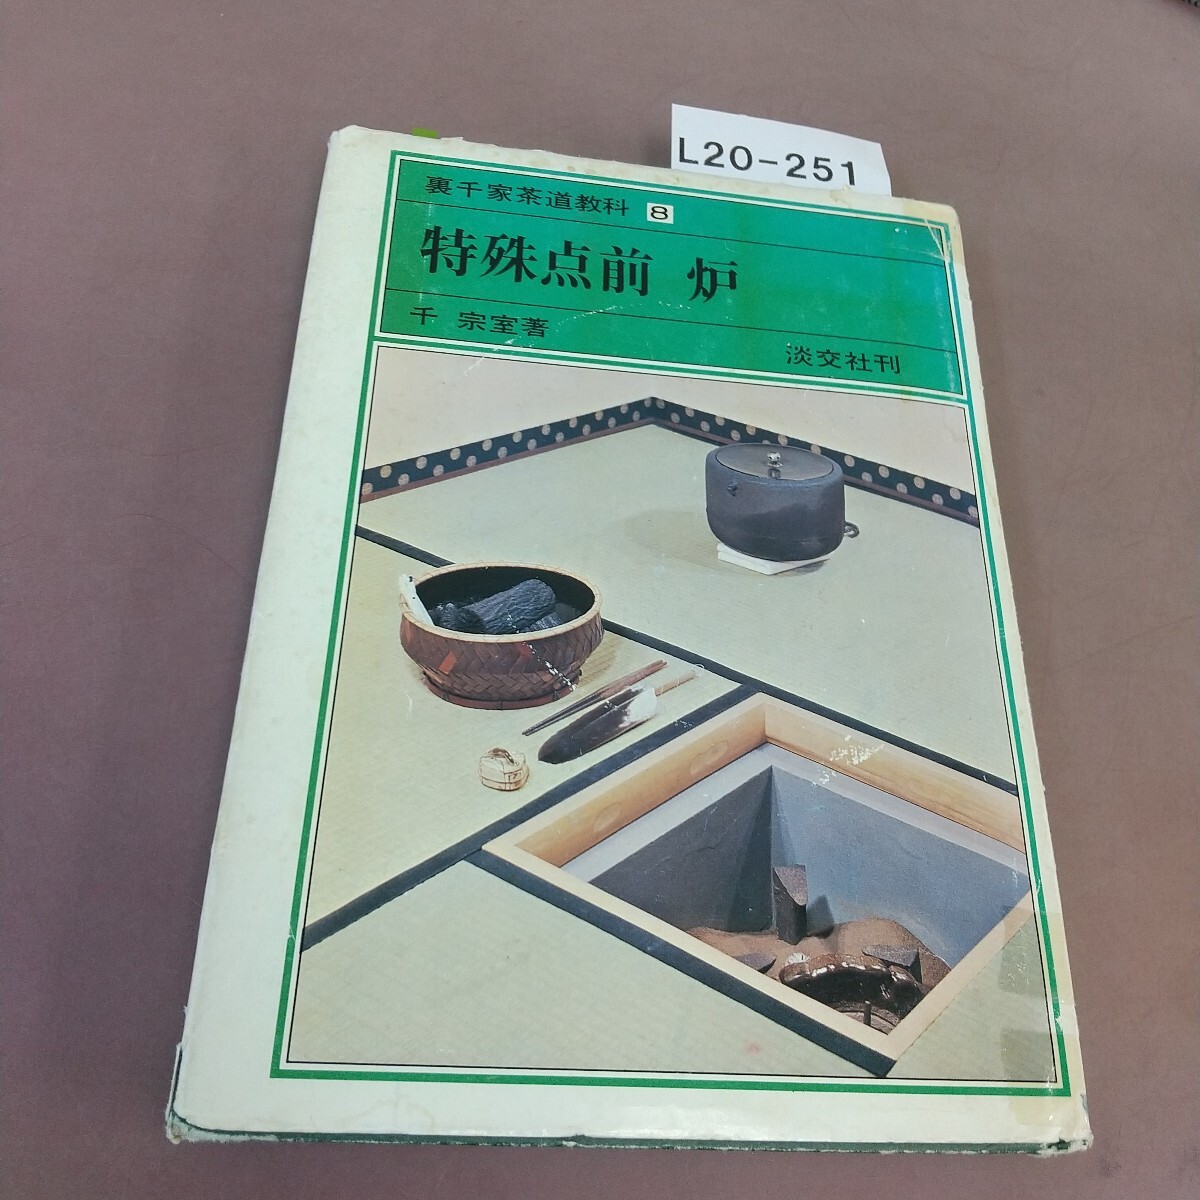 L20-251
裏千家茶道教科 8
特殊点前 炉
千 宗室著
淡交社刊